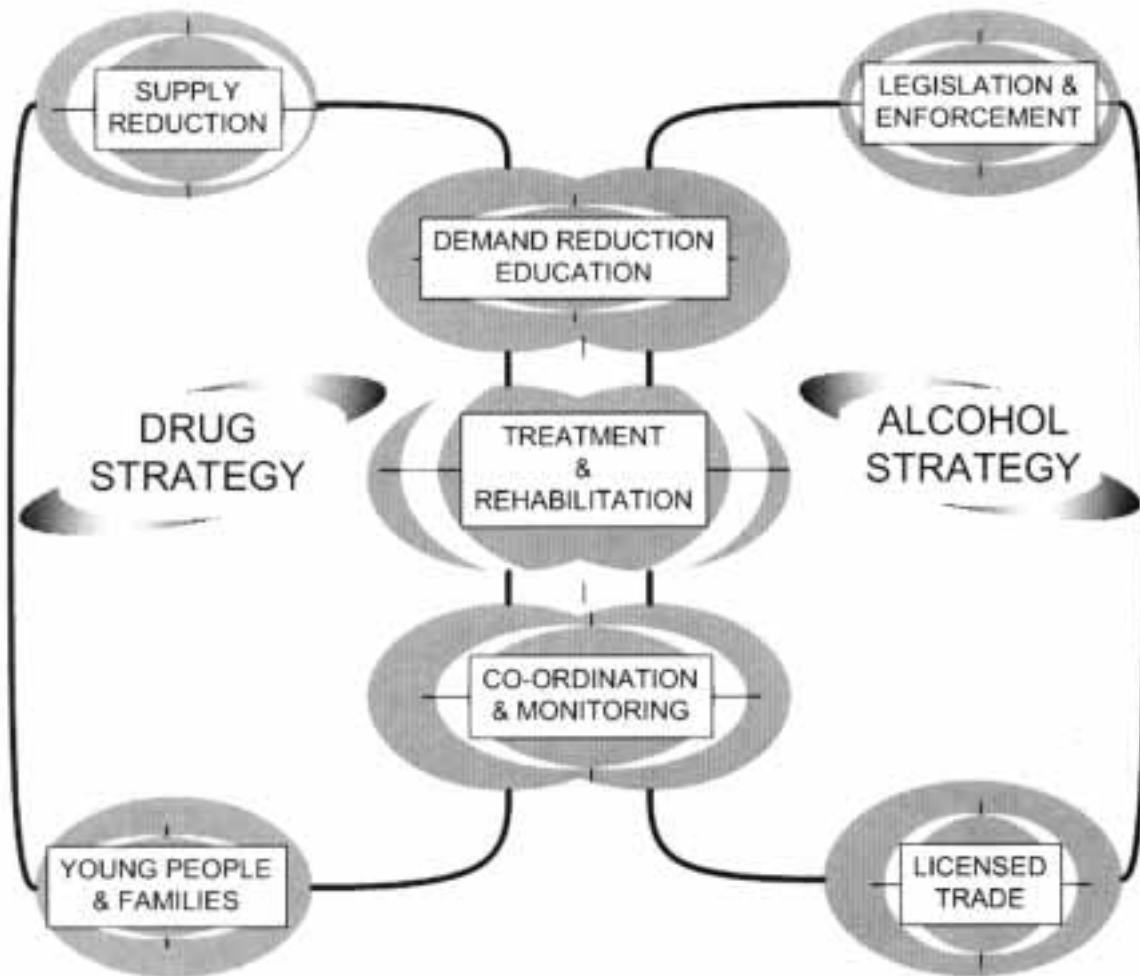 SUPPLY
REDUCTION
LEGISLATION &
ENFORCEMENT
DEMAND REDUCTION
EDUCATION
DRUG
STRATEGY
TREATMENT
&
REHABILITATION
ALCOHOL
STRATEGY
CO-ORDINATION
& MONITORING
YOUNG PEOPLE
& FAMILIES
LICENSED
TRADE